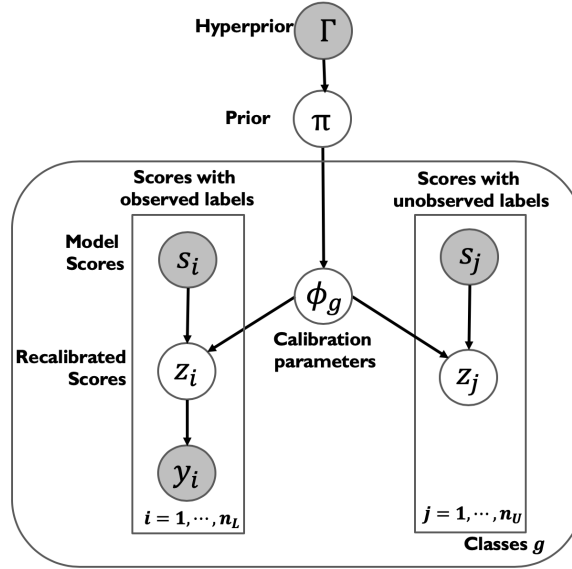 Hyperprior
Γ
Prior
π
Scores with
observed labels
Scores with
unobserved labels
Model
Scores
s_i
s_j
ϕ_g
Calibration
parameters
Recalibrated
Scores
z_i
z_j
y_i
i = 1, ⋯, n_L
j = 1, ⋯, n_U
Classes g